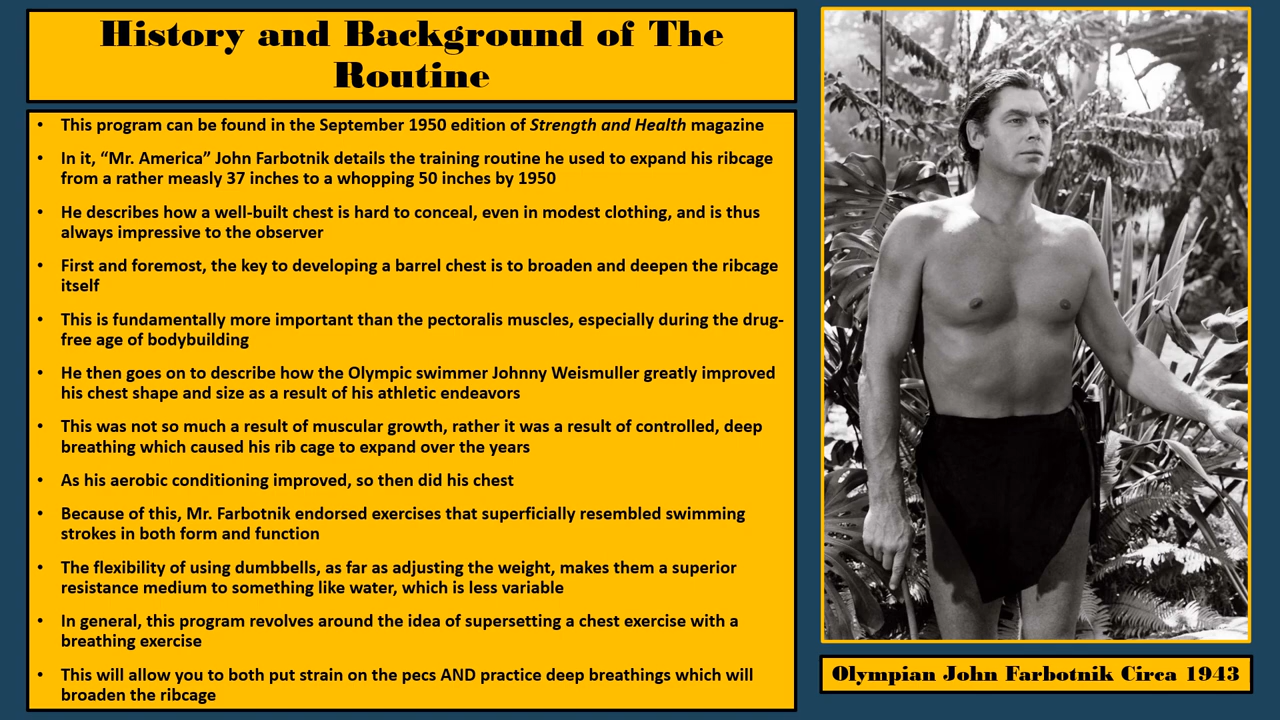 History and Background of The
Routine
• This program can be found in the September 1950 edition of Strength and Health magazine
• In it, “Mr. America” John Farbotnik details the training routine he used to expand his ribcage
from a rather measly 37 inches to a whopping 50 inches by 1950
• He describes how a well-built chest is hard to conceal, even in modest clothing, and is thus
always impressive to the observer
• First and foremost, the key to developing a barrel chest is to broaden and deepen the ribcage
itself
• This is fundamentally more important than the pectoralis muscles, especially during the drug-
free age of bodybuilding
• He then goes on to describe how the Olympic swimmer Johnny Weismuller greatly improved
his chest shape and size as a result of his athletic endeavors
• This was not so much a result of muscular growth, rather it was a result of controlled, deep
breathing which caused his rib cage to expand over the years
• As his aerobic conditioning improved, so then did his chest
• Because of this, Mr. Farbotnik endorsed exercises that superficially resembled swimming
strokes in both form and function
• The flexibility of using dumbbells, as far as adjusting the weight, makes them a superior
resistance medium to something like water, which is less variable
• In general, this program revolves around the idea of supersetting a chest exercise with a
breathing exercise
• This will allow you to both put strain on the pecs AND practice deep breathings which will
broaden the ribcage
Olympian John Farbotnik Circa 1943